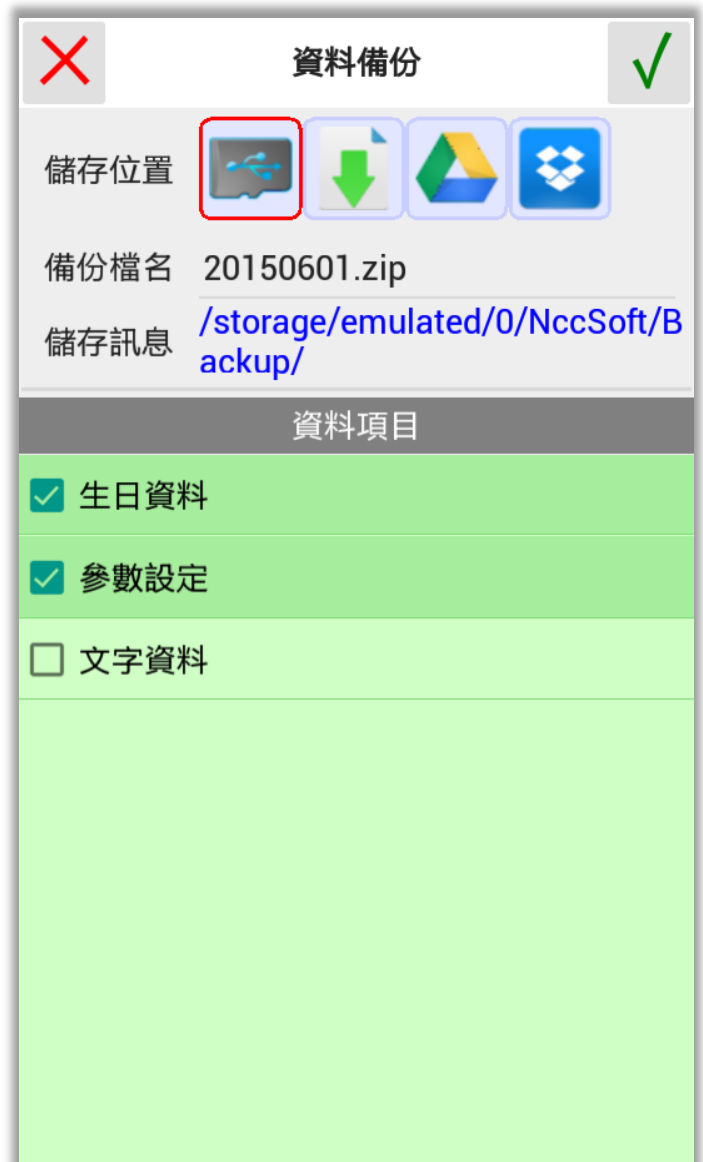 資料備份
儲存位置
備份檔名 20150601.zip
儲存訊息 /storage/emulated/0/NccSoft/B
ackup/
資料項目
生日資料
參數設定
文字資料